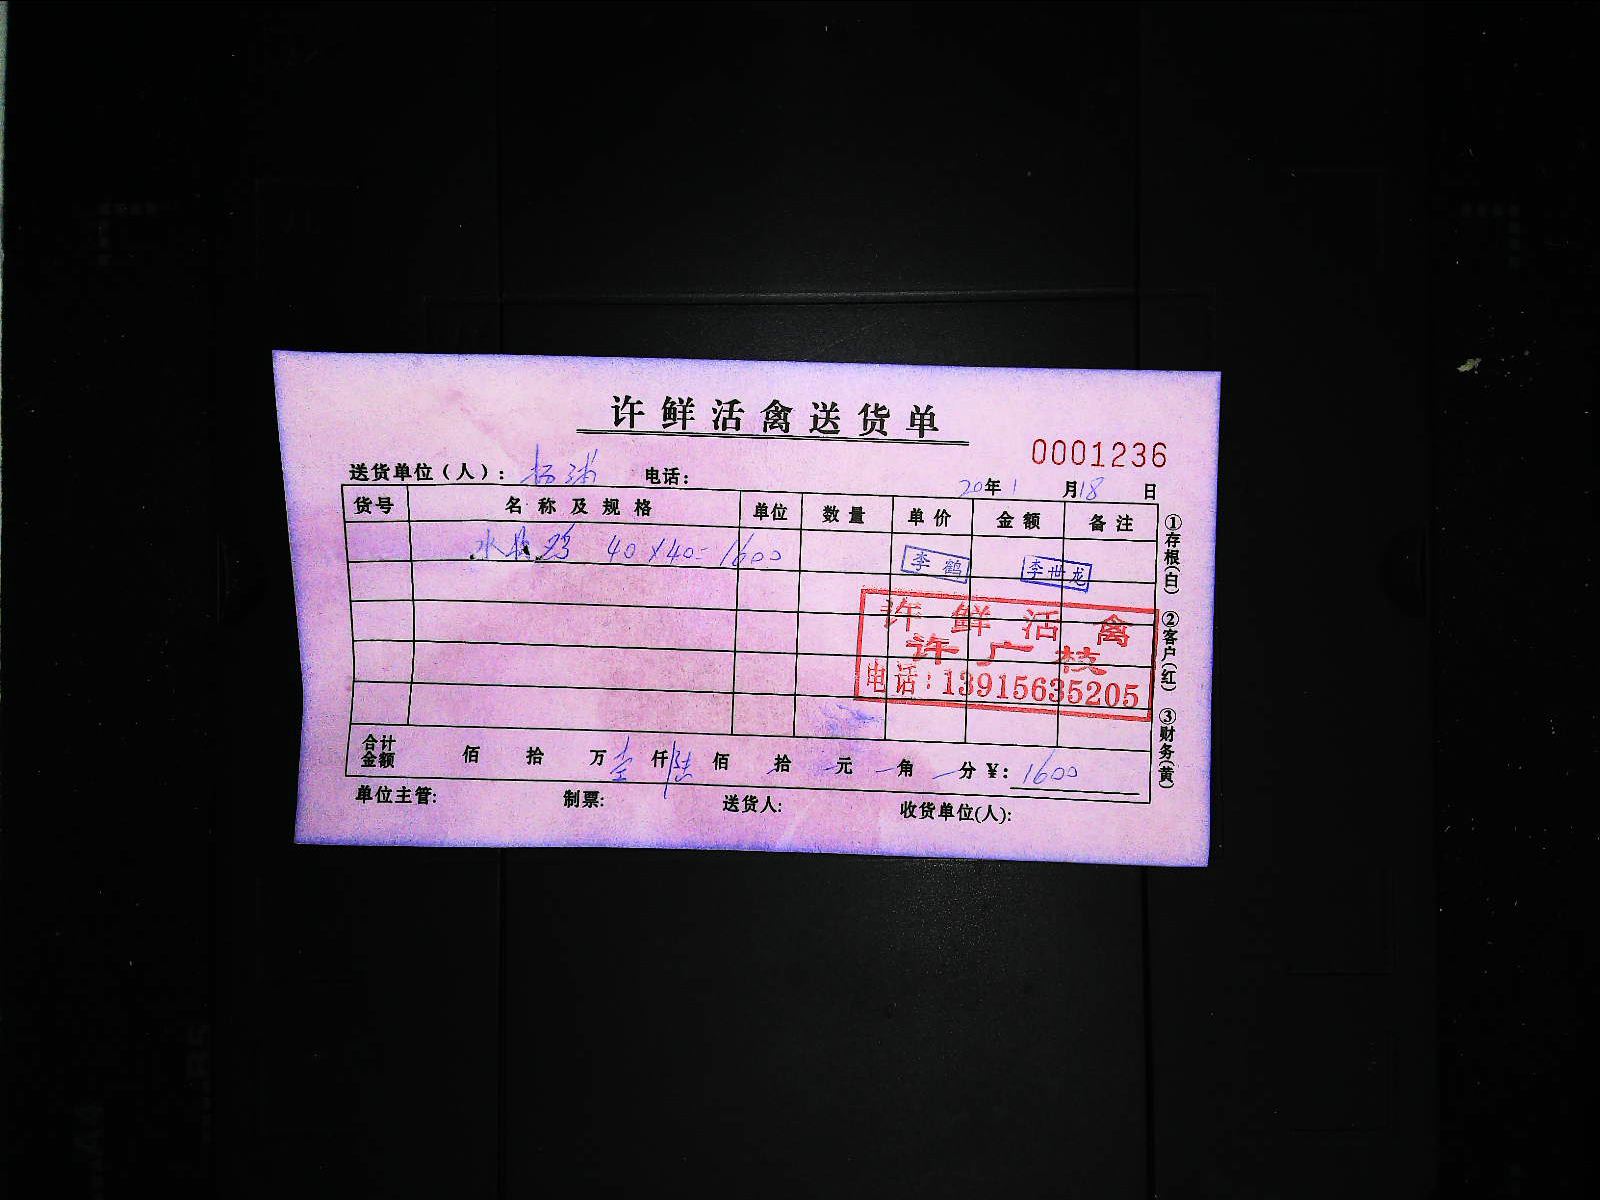 许鲜活禽送货单
0001236
送货单位(人): 电话: 20年1月18日
货号 名称及规格 单位 数量 单价 金额 备注
水 鸡 40×40=1600 李鹤 李世龙
许鲜活禽
许广枝
电话:13915635205
合计金额 佰 拾 万壹仟陆佰 拾 元 角 分¥:1600
单位主管: 制票: 送货人: 收货单位(人):
①存根(白) ②客户(红) ③财务(黄)